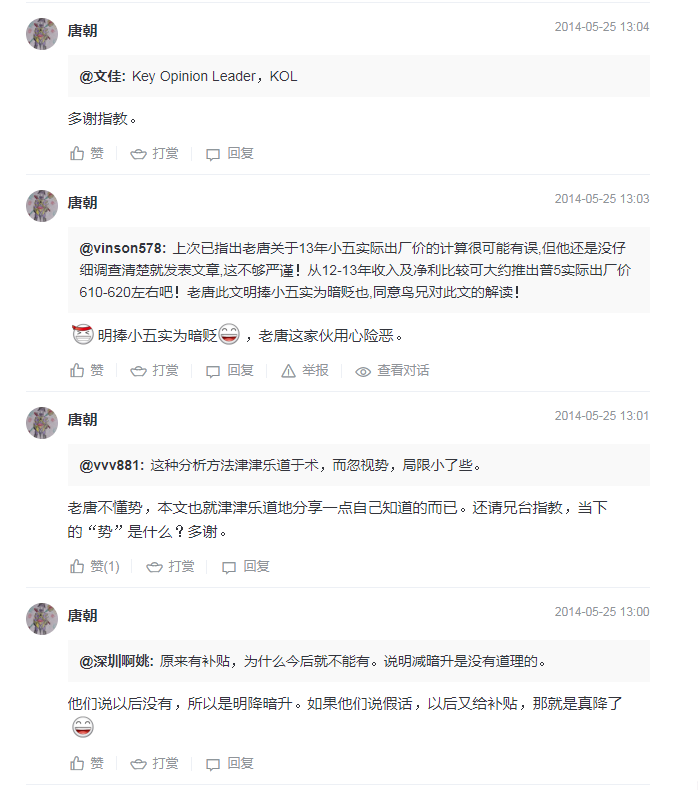 唐朝
2014-05-25 13:04
@文佳: Key Opinion Leader，KOL
多谢指教。
赞 打赏 回复
唐朝
2014-05-25 13:03
@vinson578: 上次已指出老唐关于13年小五实际出厂价的计算很可能有误,但他还是没仔
细调查清楚就发表文章,这不够严谨！从12-13年收入及净利比较可大约推出普5实际出厂价
610-620左右吧！老唐此文明捧小五实为暗贬也,同意鸟兄对此文的解读！
明捧小五实为暗贬，老唐这家伙用心险恶。
赞 打赏 回复 举报 查看对话
唐朝
2014-05-25 13:01
@vvv881: 这种分析方法津津乐道于术，而忽视势，局限小了些。
老唐不懂势，本文也就津津乐道地分享一点自己知道的而已。还请兄台指教，当下
的“势”是什么？多谢。
赞(1) 打赏 回复
唐朝
2014-05-25 13:00
@深圳啊姚: 原来有补贴，为什么今后就不能有。说明减暗升是没有道理的。
他们说以后没有，所以是明降暗升。如果他们说假话，以后又给补贴，那就是真降了
赞 打赏 回复